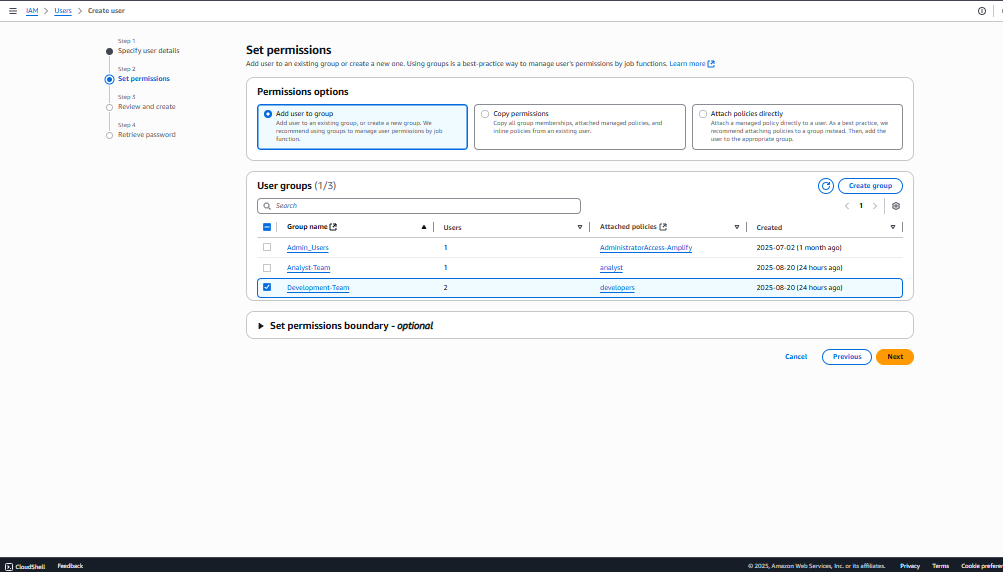 IAM > Users > Create user
Step 1
Specify user details
Step 2
Set permissions
Step 3
Review and create
Step 4
Retrieve password
Set permissions
Add user to an existing group or create a new one. Using groups is a best-practice way to manage user's permissions by job functions. Learn more
Permissions options
Add user to group
Add user to an existing group, or create a new group. We
recommend using groups to manage user permissions by job
function.
Copy permissions
Copy all group memberships, attached managed policies, and
inline policies from an existing user.
Attach policies directly
Attach a managed policy directly to a user. As a best practice, we
recommend attaching policies to a group instead. Then, add the
user to the appropriate group.
User groups (1/3)
Create group
Search
1
Group name Users Attached policies Created
Admin_Users 1 AdministratorAccess-Amplify 2025-07-02 (1 month ago)
Analyst-Team 1 analyst 2025-08-20 (24 hours ago)
Development-Team 2 developers 2025-08-20 (24 hours ago)
Set permissions boundary - optional
Cancel Previous Next
CloudShell Feedback © 2025, Amazon Web Services, Inc. or its affiliates. Privacy Terms Cookie preferen